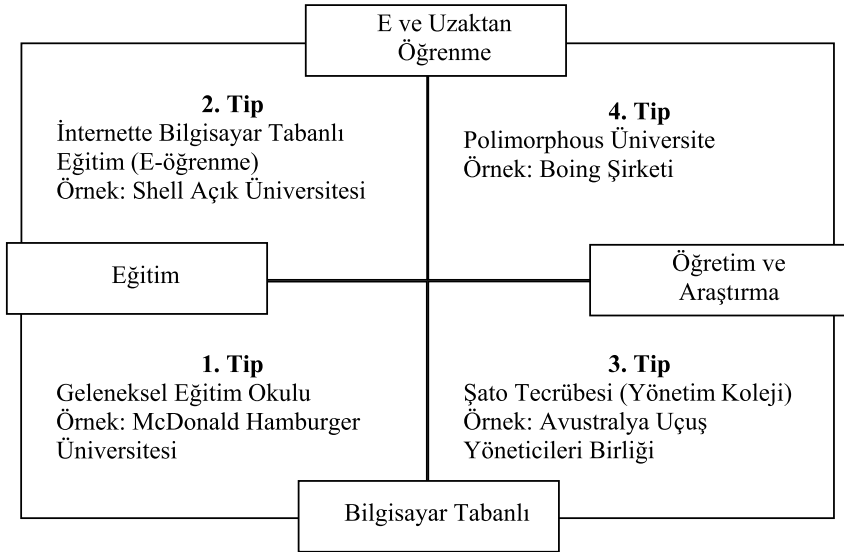 E ve Uzaktan
Öğrenme
2. Tip
İnternette Bilgisayar Tabanlı
Eğitim (E-öğrenme)
Örnek: Shell Açık Üniversitesi
4. Tip
Polimorphous Üniversite
Örnek: Boing Şirketi
Eğitim
Öğretim ve
Araştırma
1. Tip
Geleneksel Eğitim Okulu
Örnek: McDonald Hamburger
Üniversitesi
3. Tip
Şato Tecrübesi (Yönetim Koleji)
Örnek: Avustralya Uçuş
Yöneticileri Birliği
Bilgisayar Tabanlı